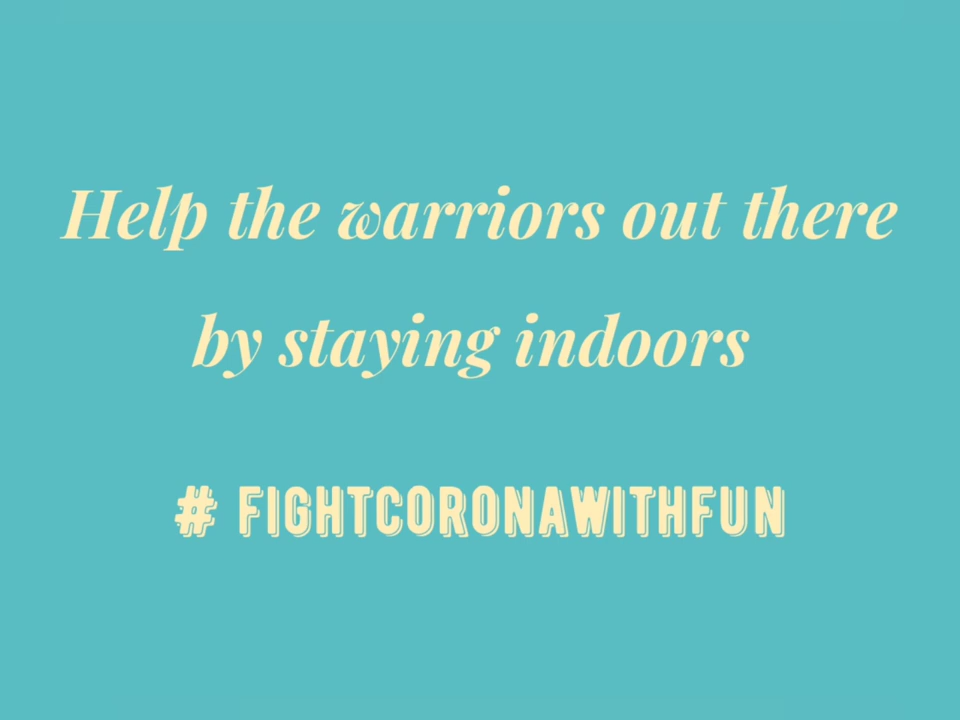 Help the warriors out there
by staying indoors
# FIGHTCORONAWITHFUN